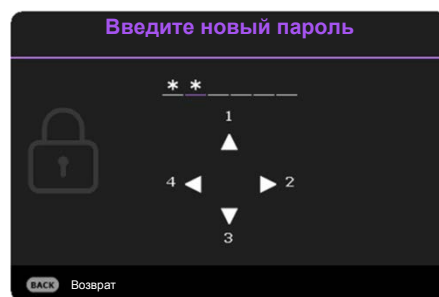 Введите новый пароль
* * _ _ _ _
1
4 2
3
BACK Возврат